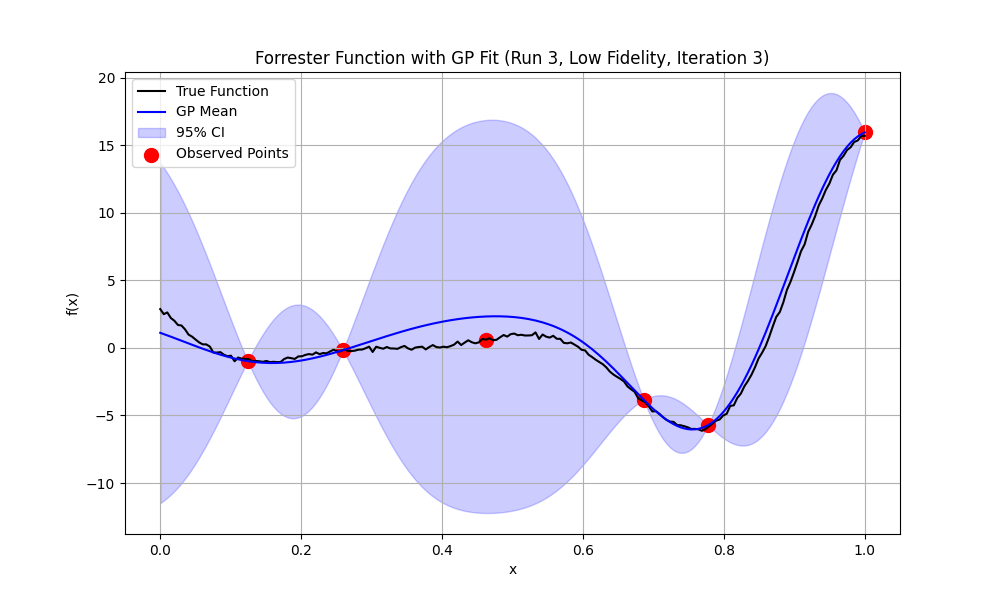 Forrester Function with GP Fit (Run 3, Low Fidelity, Iteration 3)
True Function
GP Mean
95% CI
Observed Points
20
15
10
5
0
−5
−10
f(x)
0.0 0.2 0.4 0.6 0.8 1.0
x